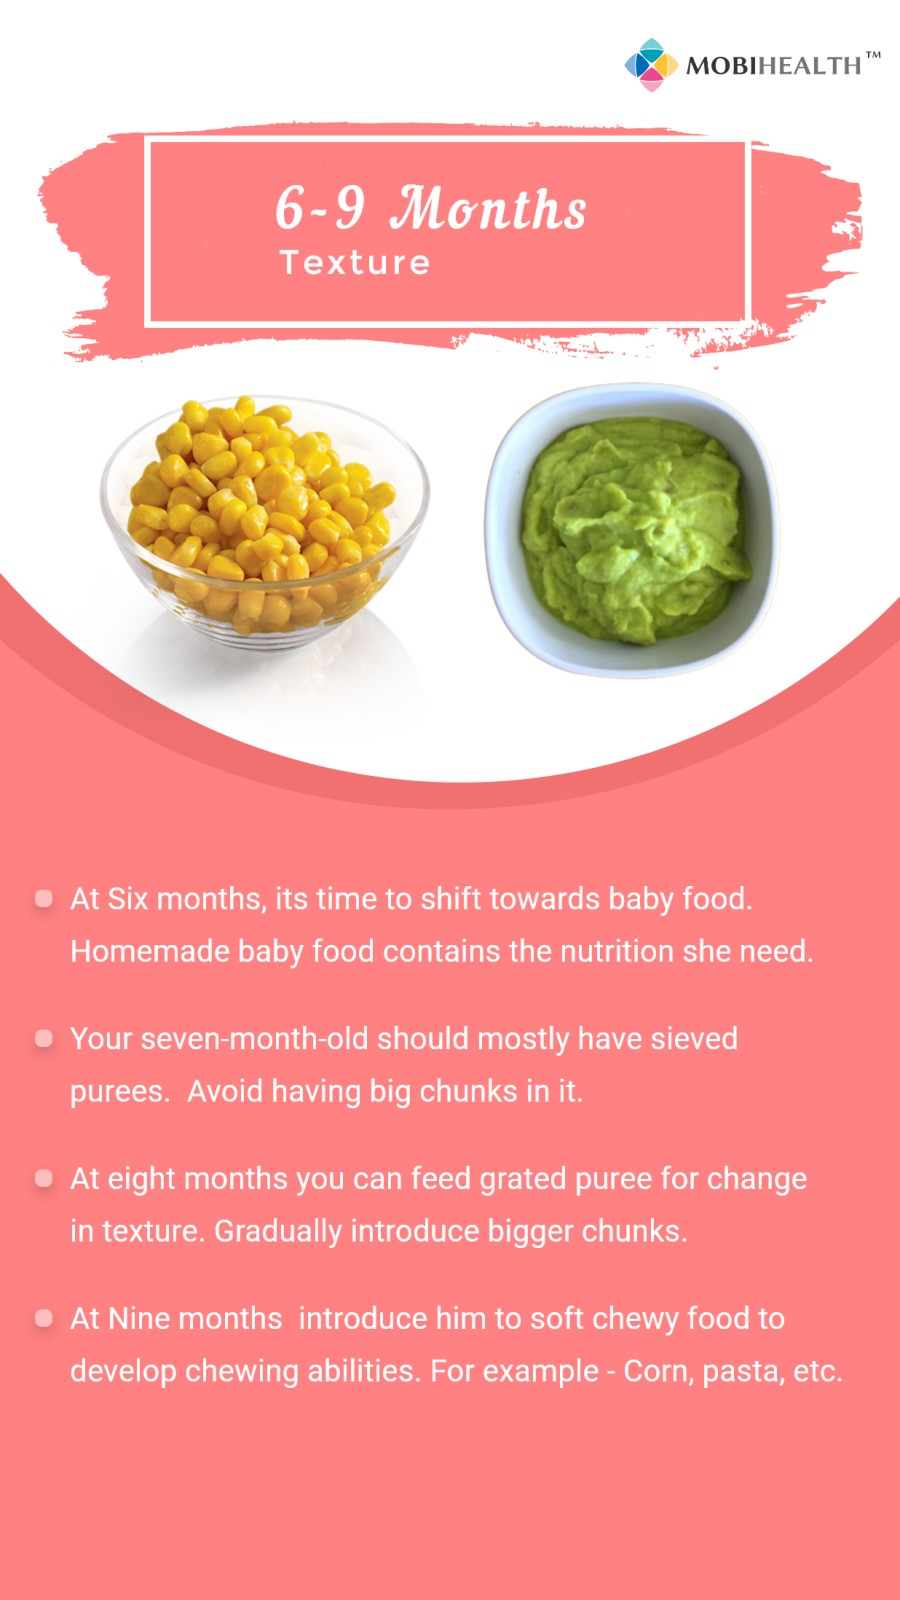 MOBIHEALTH™
6-9 Months
Texture
At Six months, its time to shift towards baby food.
Homemade baby food contains the nutrition she need.
Your seven-month-old should mostly have sieved
purees.  Avoid having big chunks in it.
At eight months you can feed grated puree for change
in texture. Gradually introduce bigger chunks.
At Nine months  introduce him to soft chewy food to
develop chewing abilities. For example - Corn, pasta, etc.